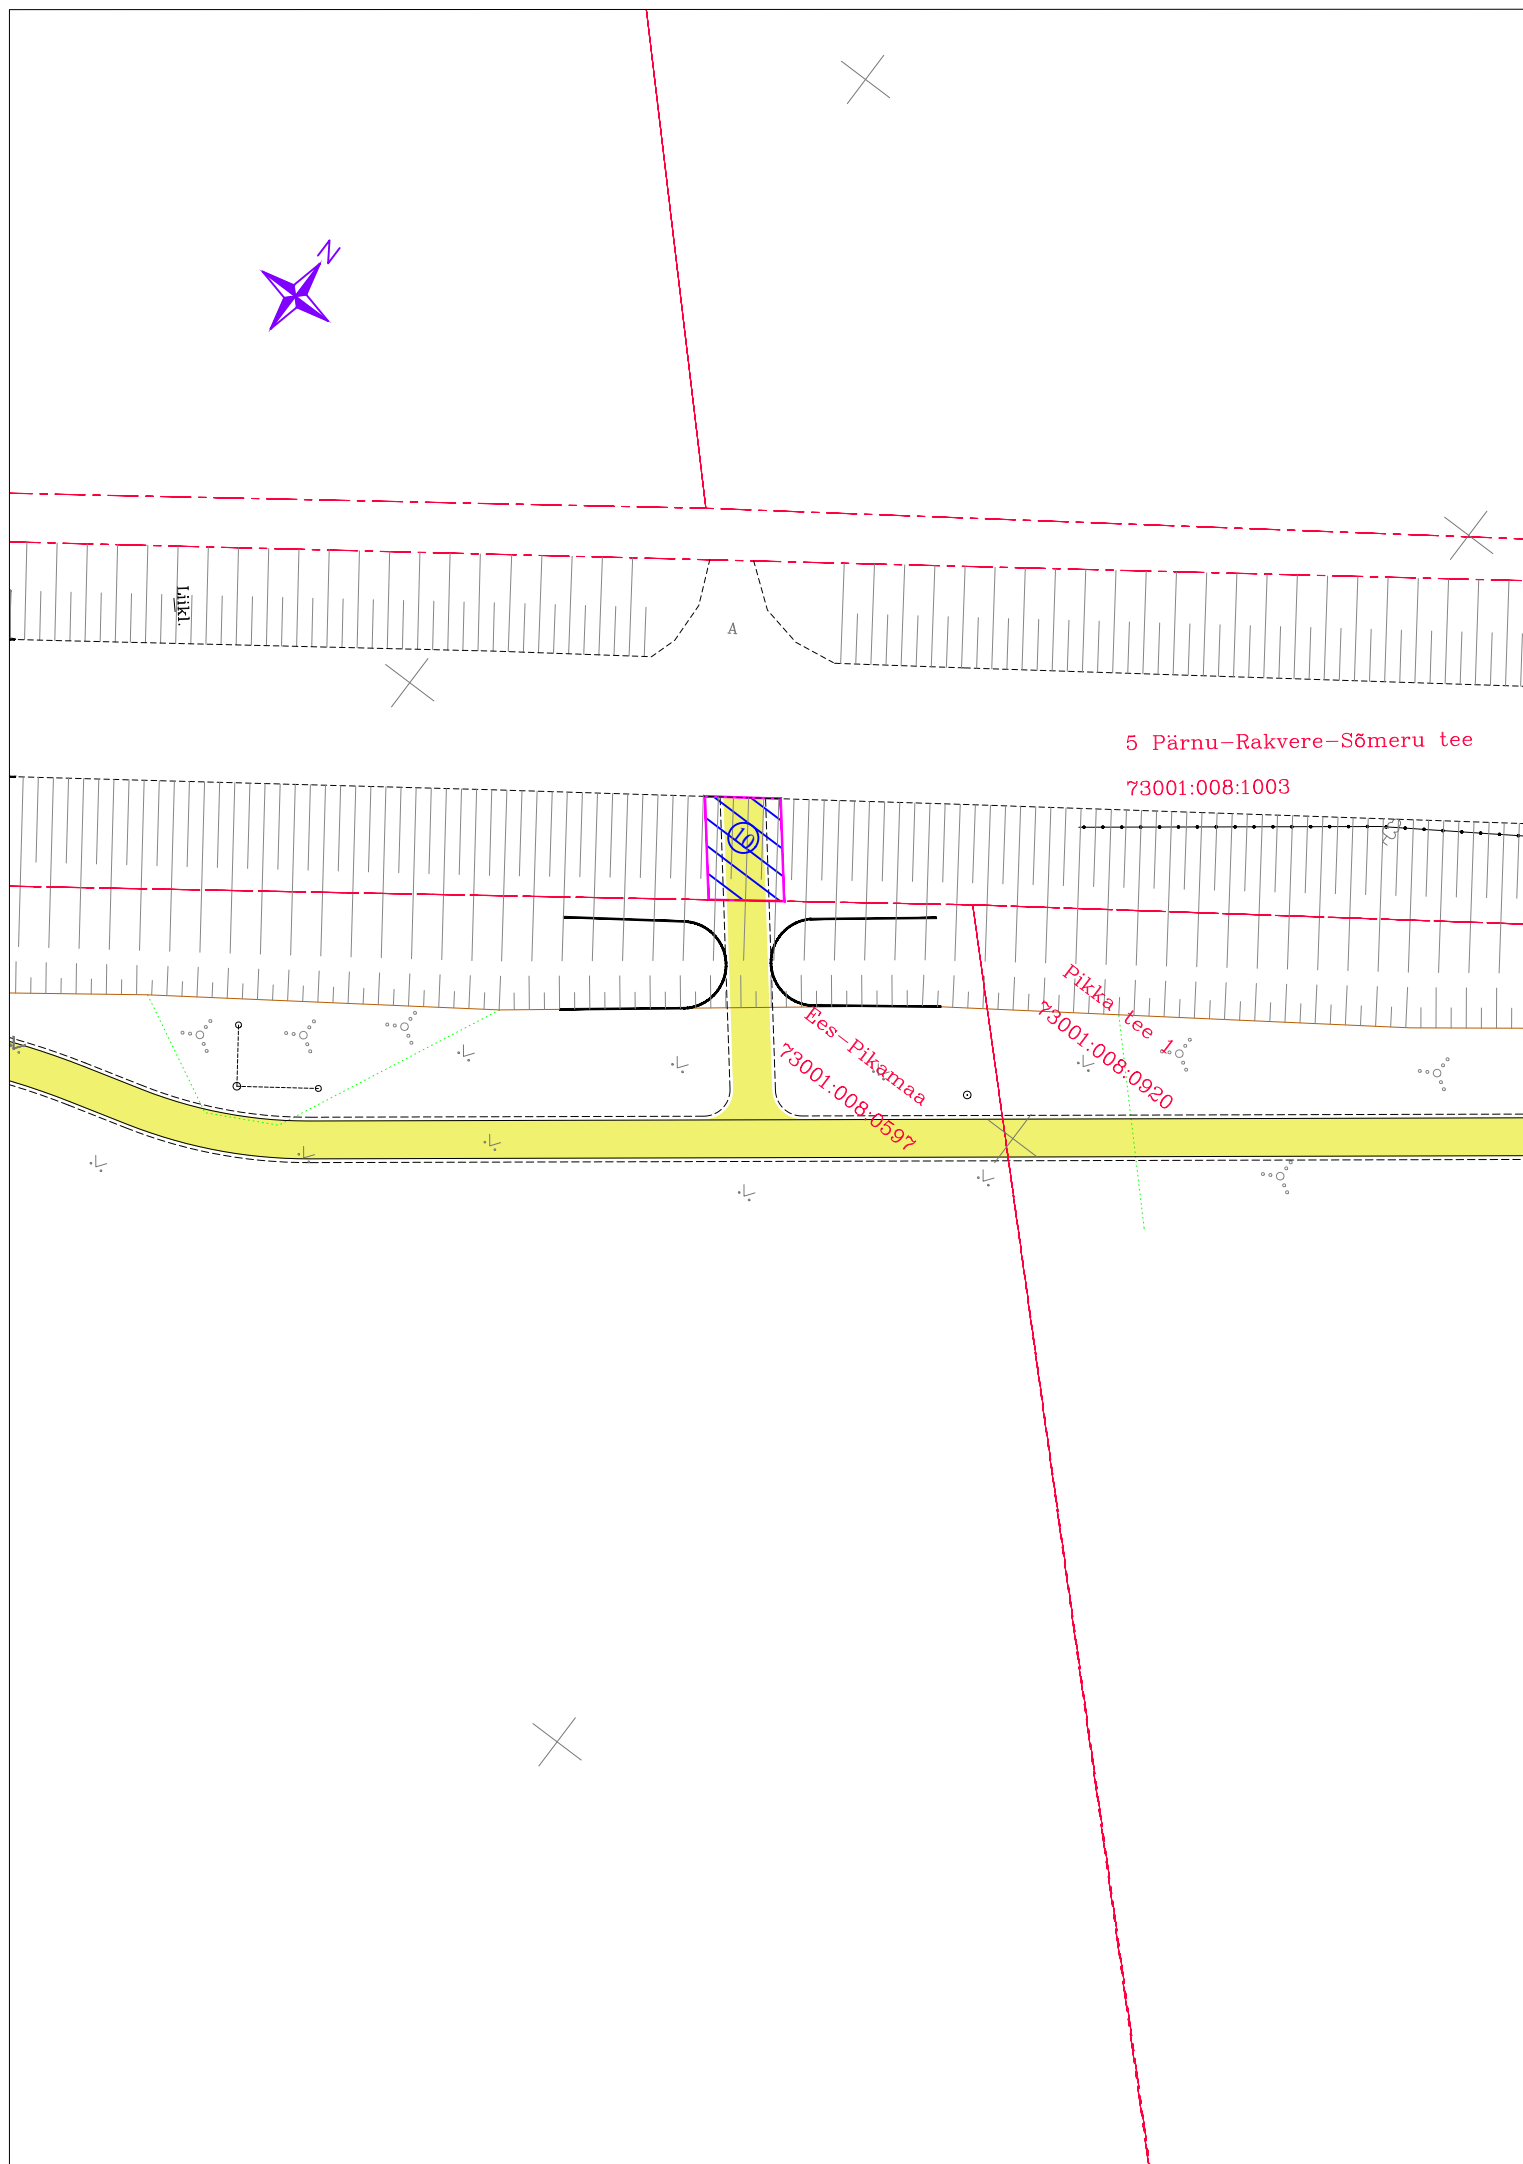 N
Liikl.
A
5 Pärnu-Rakvere-Sõmeru tee
73001:008:1003
10
Pikka tee 1
73001:008:0920
Ees-Pikamaa
73001:008:0597